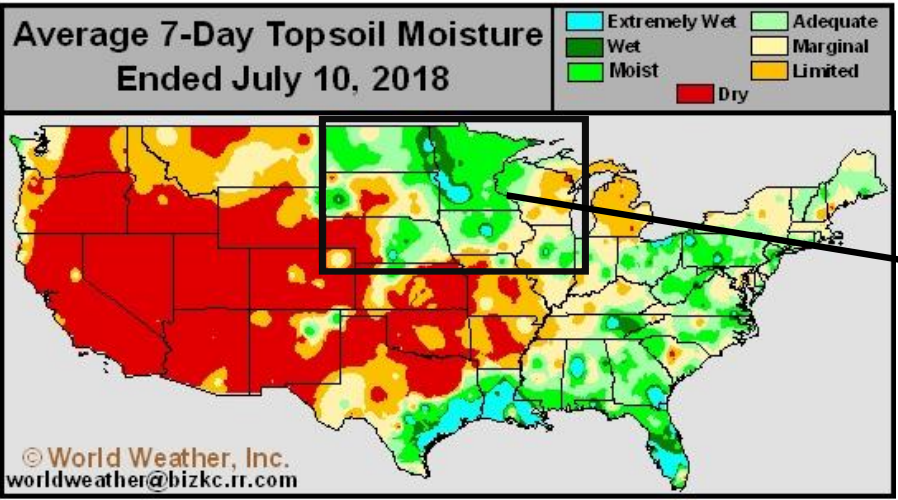 Average 7-Day Topsoil Moisture
Ended July 10, 2018
Extremely Wet
Wet
Moist
Adequate
Marginal
Limited
Dry
© World Weather, Inc.
worldweather@bizkc.rr.com